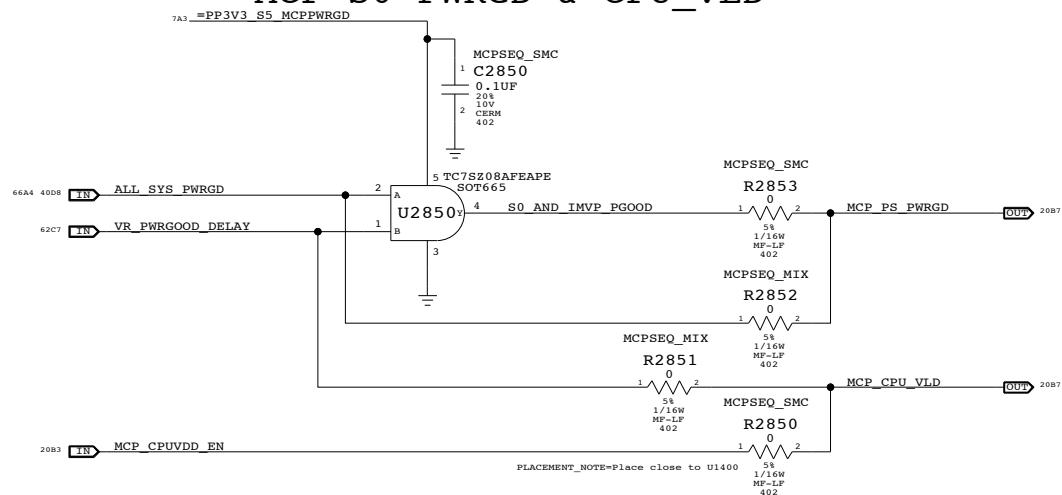 MCP S0 PWRGD & CPU_VLD
7A3 =PP3V3_S5_MCPPWRGD
MCPSEQ_SMC
1 C2850
0.1UF
20%
10V
2 CERM
402
5 TC7SZ08AFEAPE
SOT665
66A4 40D8 IN ALL_SYS_PWRGD 2 A
U2850 Y 4 S0_AND_IMVP_PGOOD
62C7 IN VR_PWRGOOD_DELAY 1 B
3
MCPSEQ_SMC
R2853
0
1 2 MCP_PS_PWRGD OUT 20B7
5%
1/16W
MF-LF
402
MCPSEQ_MIX
R2852
0
1 2
5%
1/16W
MF-LF
402
MCPSEQ_MIX
R2851
0
1 2 MCP_CPU_VLD OUT 20B7
5%
1/16W
MF-LF
402
MCPSEQ_SMC
R2850
0
20B3 IN MCP_CPUVDD_EN 1 2
PLACEMENT_NOTE=Place close to U1400
5%
1/16W
MF-LF
402